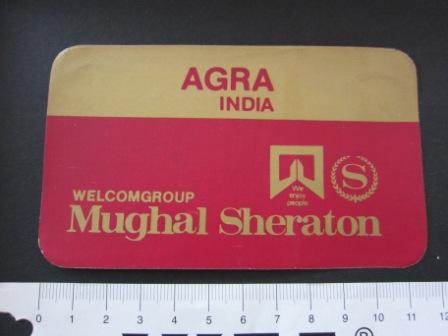 AGRA
INDIA
We
enjoy
people
S
WELCOMGROUP
Mughal Sheraton
0 1 2 3 4 5 6 7 8 9 10 11 12